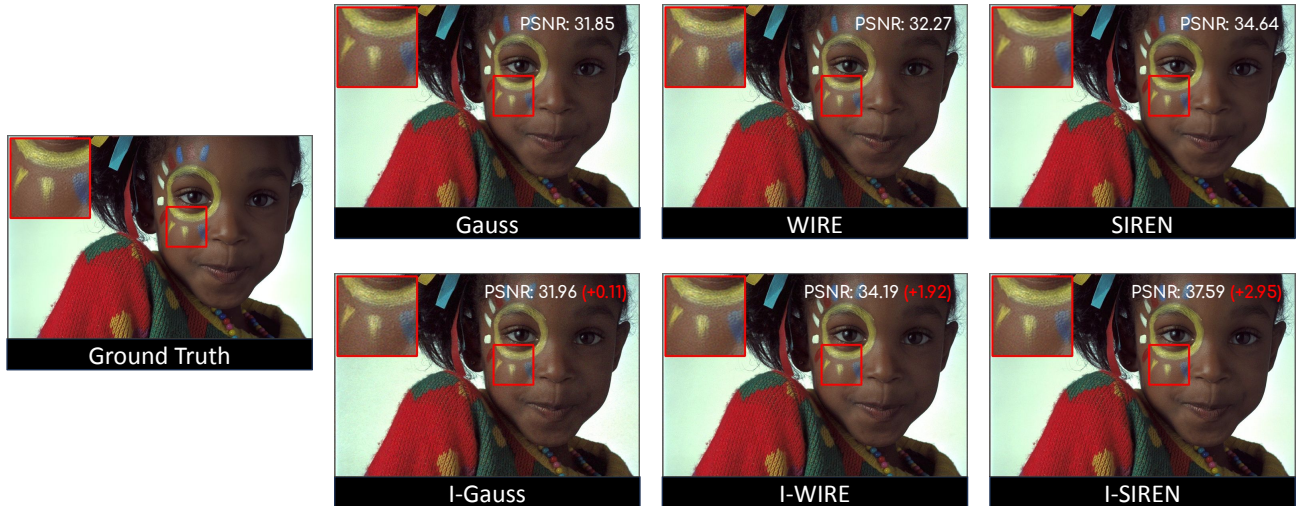 PSNR: 31.85
Gauss
PSNR: 32.27
WIRE
PSNR: 34.64
SIREN
Ground Truth
PSNR: 31.96 (+0.11)
I-Gauss
PSNR: 34.19 (+1.92)
I-WIRE
PSNR: 37.59 (+2.95)
I-SIREN